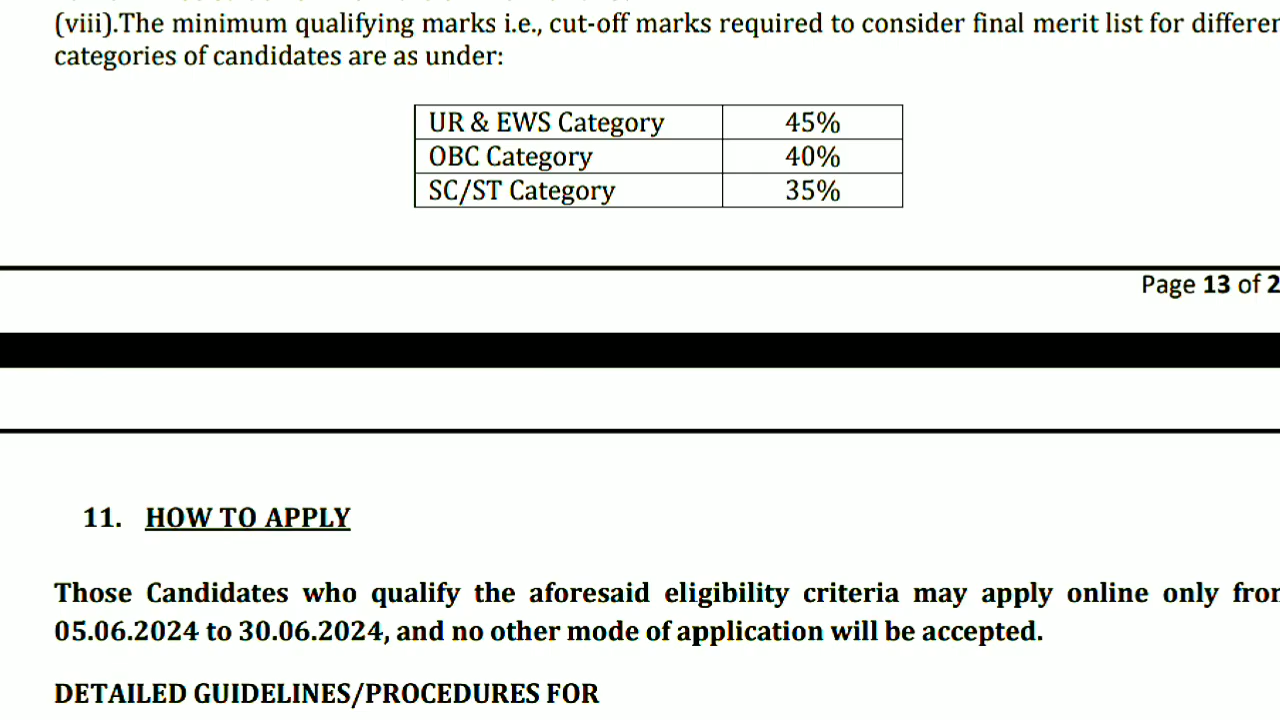 (viii).The minimum qualifying marks i.e., cut-off marks required to consider final merit list for differen
categories of candidates are as under:
UR & EWS Category 45%
OBC Category 40%
SC/ST Category 35%
Page 13 of 2
11. HOW TO APPLY
Those Candidates who qualify the aforesaid eligibility criteria may apply online only from
05.06.2024 to 30.06.2024, and no other mode of application will be accepted.
DETAILED GUIDELINES/PROCEDURES FOR